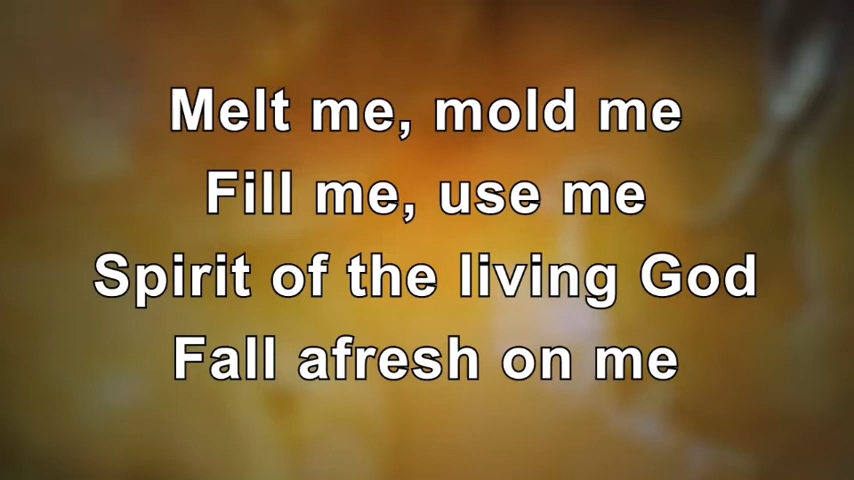 Melt me, mold me
Fill me, use me
Spirit of the living God
Fall afresh on me